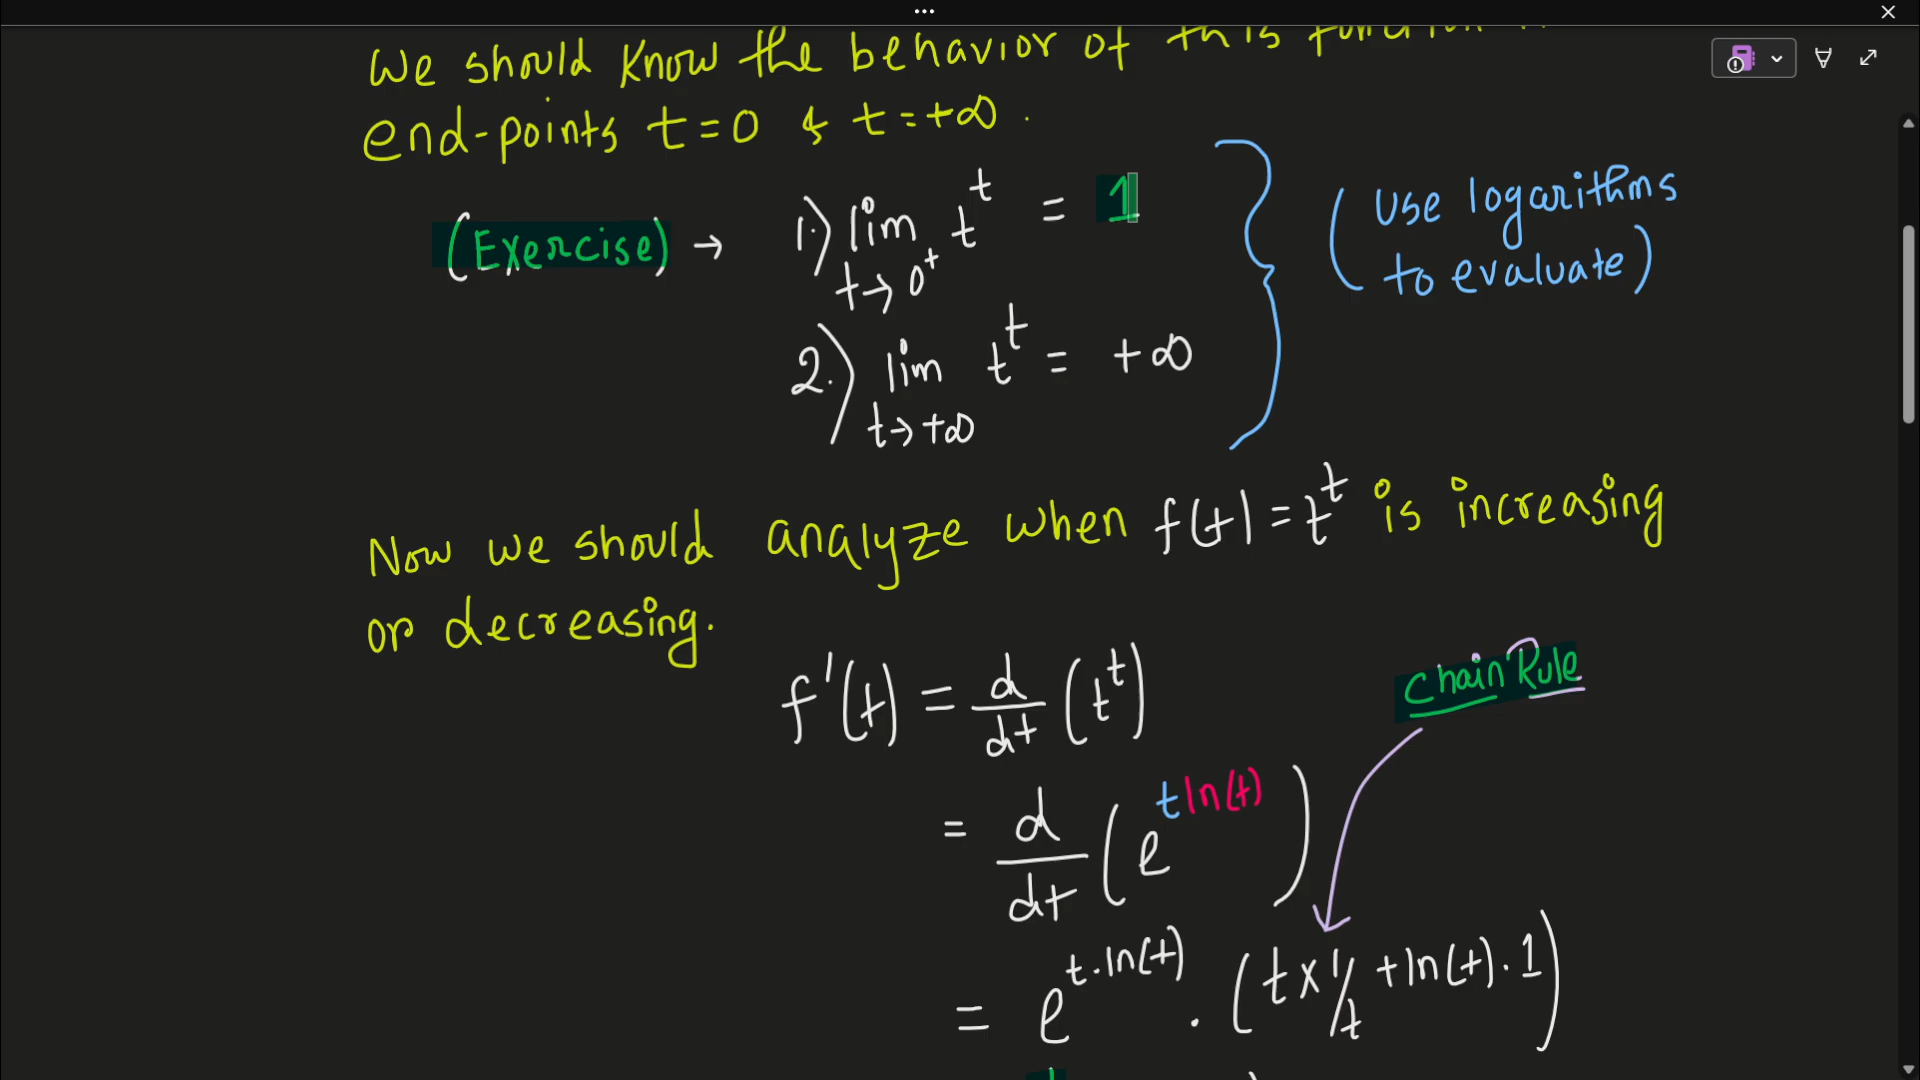 We should know the behavior of this function
end-points t = 0 & t = +∞.
(Exercise) → 1.) lim t→0⁺ t^t = 1
(Use logarithms
to evaluate)
2.) lim t→+∞ t^t = +∞
Now we should analyze when f(t) = t^t is increasing
or decreasing.
f'(t) = d/dt (t^t)
Chain Rule
= d/dt (e^(t ln(t)))
= e^(t·ln(t)) · (t × 1/t + ln(t)·1)